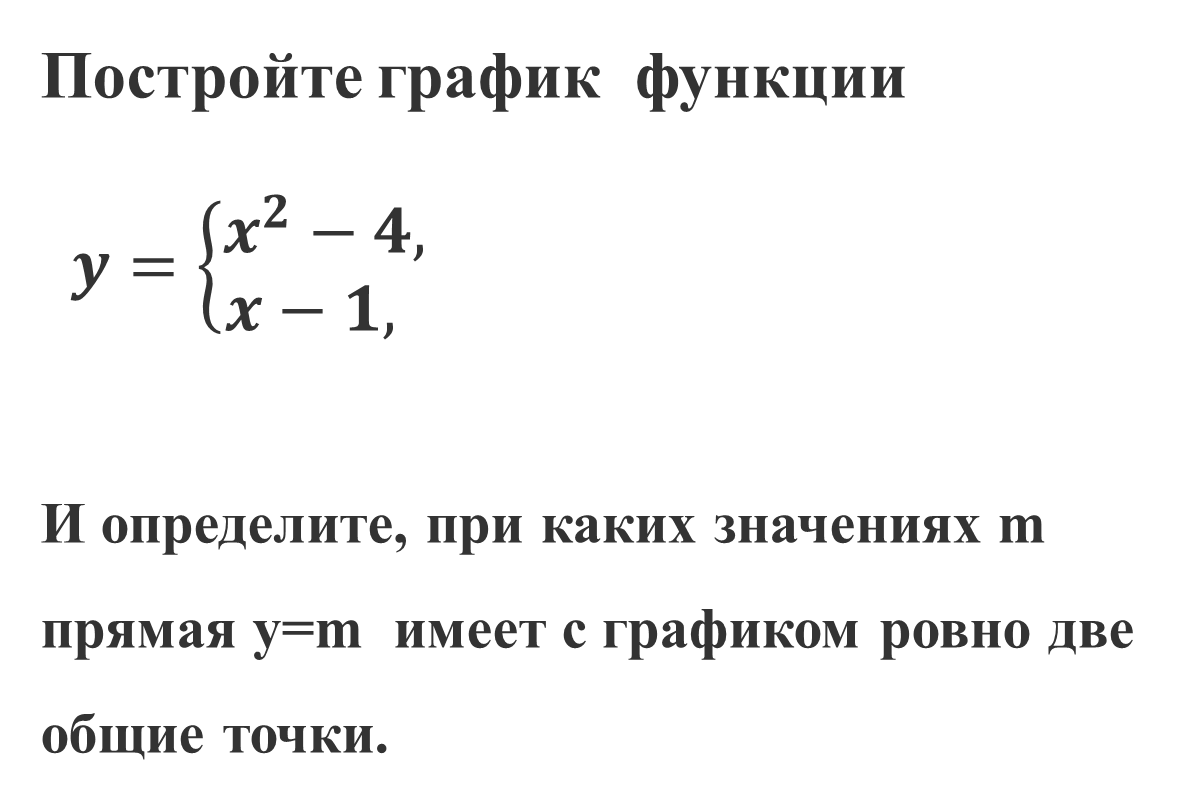 Постройте график функции
y = {x² − 4,
x − 1,
И определите, при каких значениях m
прямая y=m имеет с графиком ровно две
общие точки.